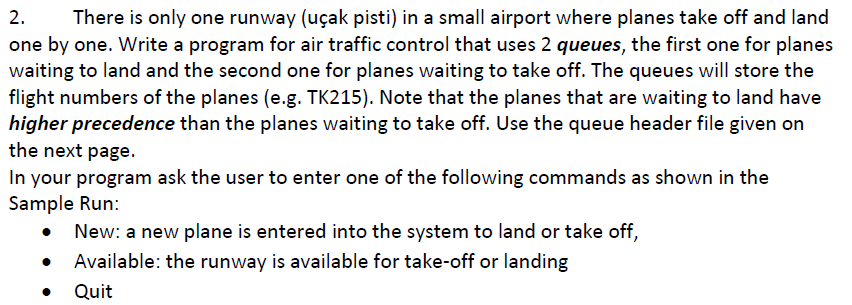 2. There is only one runway (uçak pisti) in a small airport where planes take off and land
one by one. Write a program for air traffic control that uses 2 queues, the first one for planes
waiting to land and the second one for planes waiting to take off. The queues will store the
flight numbers of the planes (e.g. TK215). Note that the planes that are waiting to land have
higher precedence than the planes waiting to take off. Use the queue header file given on
the next page.
In your program ask the user to enter one of the following commands as shown in the
Sample Run:
• New: a new plane is entered into the system to land or take off,
• Available: the runway is available for take-off or landing
• Quit